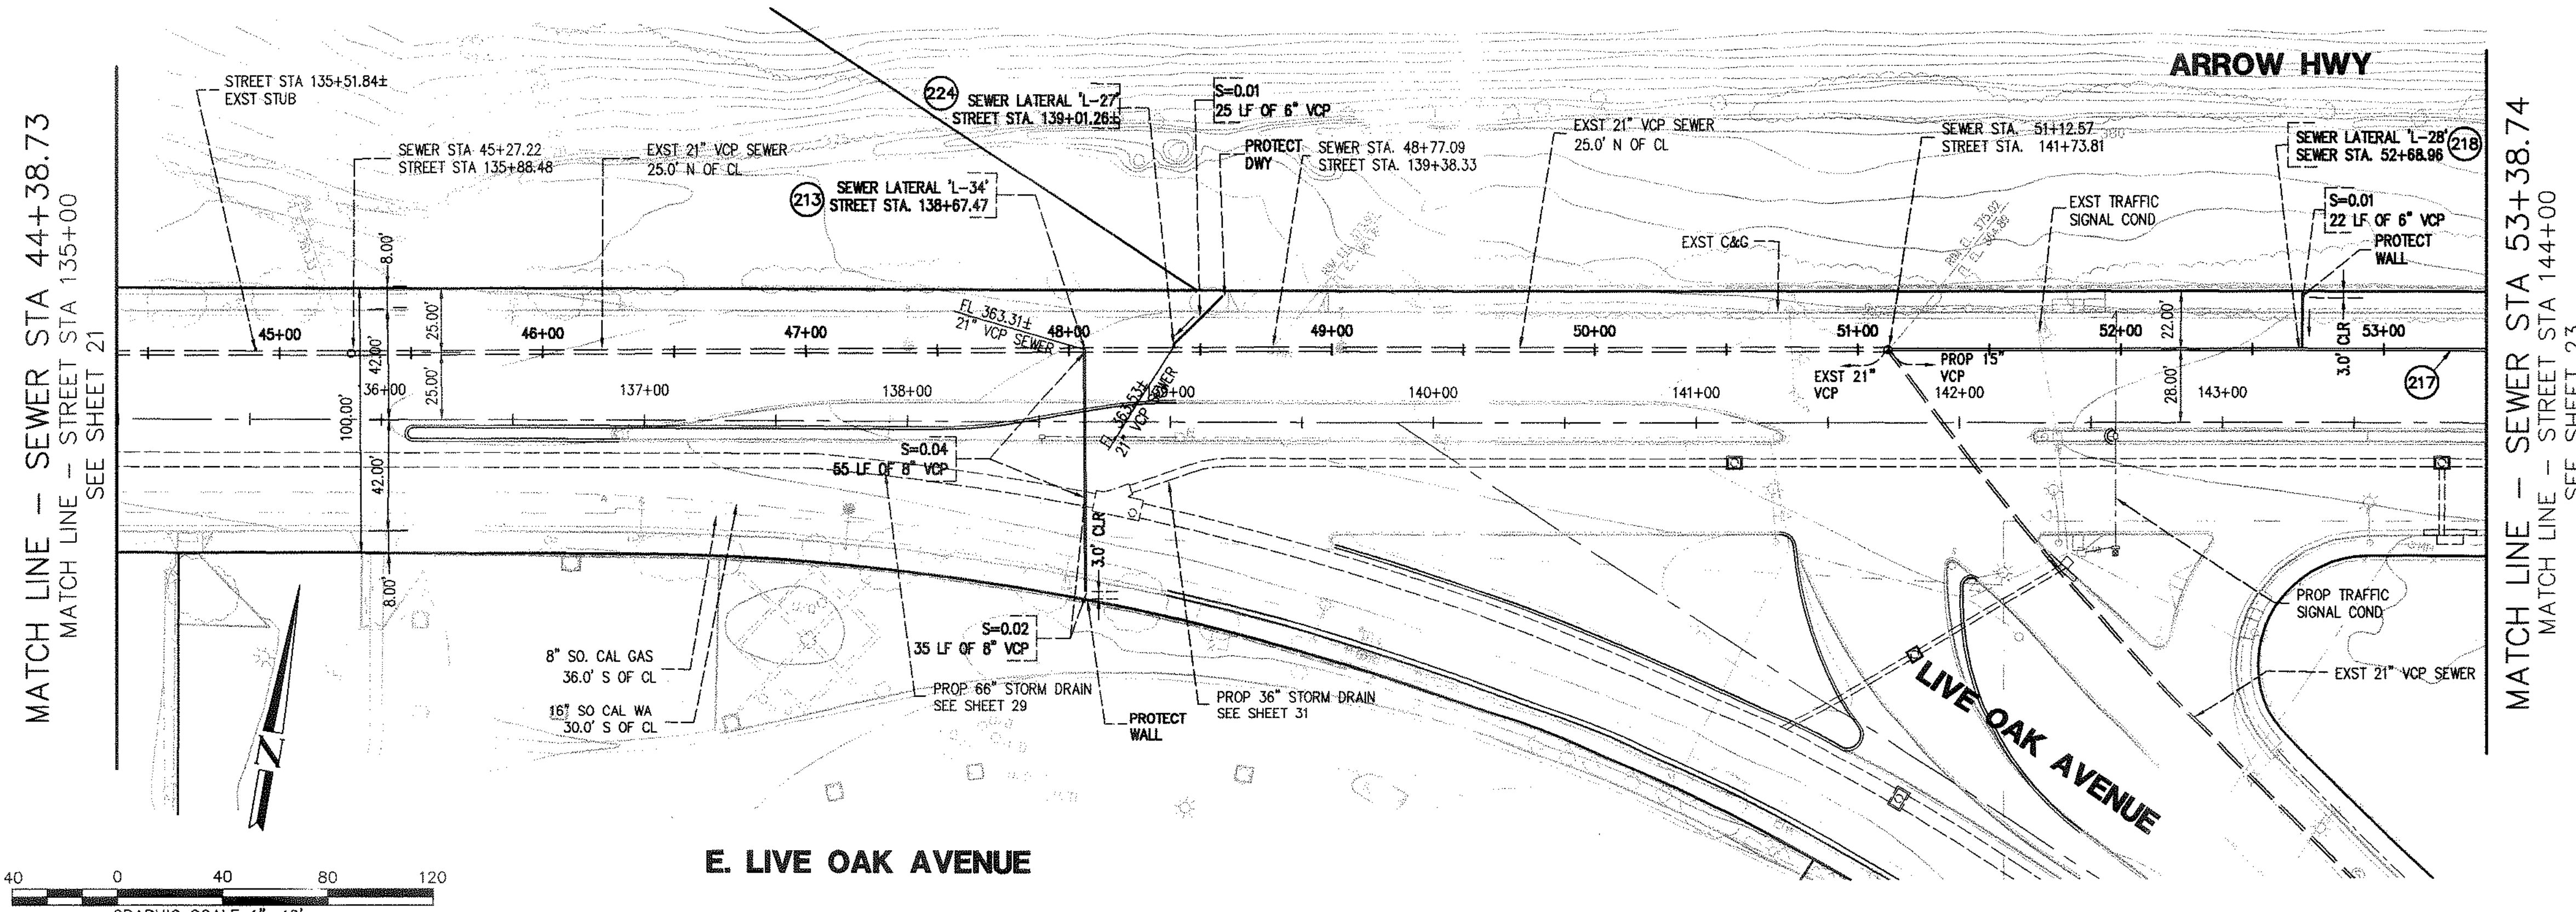 ARROW HWY
STREET STA 135+51.84±
EXST STUB
SEWER STA 45+27.22
STREET STA 135+88.48
EXST 21" VCP SEWER
25.0' N OF CL
224
SEWER LATERAL 'L-27'
STREET STA. 139+01.26±
S=0.01
25 LF OF 6" VCP
213
SEWER LATERAL 'L-34'
STREET STA. 138+67.47
PROTECT
DWY
SEWER STA. 48+77.09
STREET STA. 139+38.33
EXST 21" VCP SEWER
25.0' N OF CL
SEWER STA. 51+12.57
STREET STA. 141+73.81
SEWER LATERAL 'L-28'
SEWER STA. 52+68.96
218
S=0.01
22 LF OF 6" VCP
PROTECT
WALL
EXST TRAFFIC
SIGNAL COND
EXST C&G
MATCH LINE - SEWER STA 44+38.73
MATCH LINE - STREET STA 135+00
SEE SHEET 21
MATCH LINE - SEWER STA 53+38.74
MATCH LINE - STREET STA 144+00
SEE SHEET 23
8.00'
FL 363.31±
21" VCP SEWER
45+00
46+00
47+00
48+00
49+00
50+00
51+00
52+00
53+00
25.00'
42.00'
22.00'
3.0' CLR
25.00'
100.00'
28.00'
EXST 21"
VCP
PROP 15"
VCP
217
136+00
137+00
138+00
139+00
140+00
141+00
142+00
143+00
FL 363.53±
21" VCP SEWER
S=0.04
55 LF OF 8" VCP
42.00'
3.0' CLR
8.00'
S=0.02
35 LF OF 8" VCP
8" SO. CAL GAS
36.0' S OF CL
16" SO CAL WA
30.0' S OF CL
PROP 66" STORM DRAIN
SEE SHEET 29
PROTECT
WALL
PROP 36" STORM DRAIN
SEE SHEET 31
PROP TRAFFIC
SIGNAL COND
EXST 21" VCP SEWER
LIVE OAK AVENUE
N
E. LIVE OAK AVENUE
40 0 40 80 120